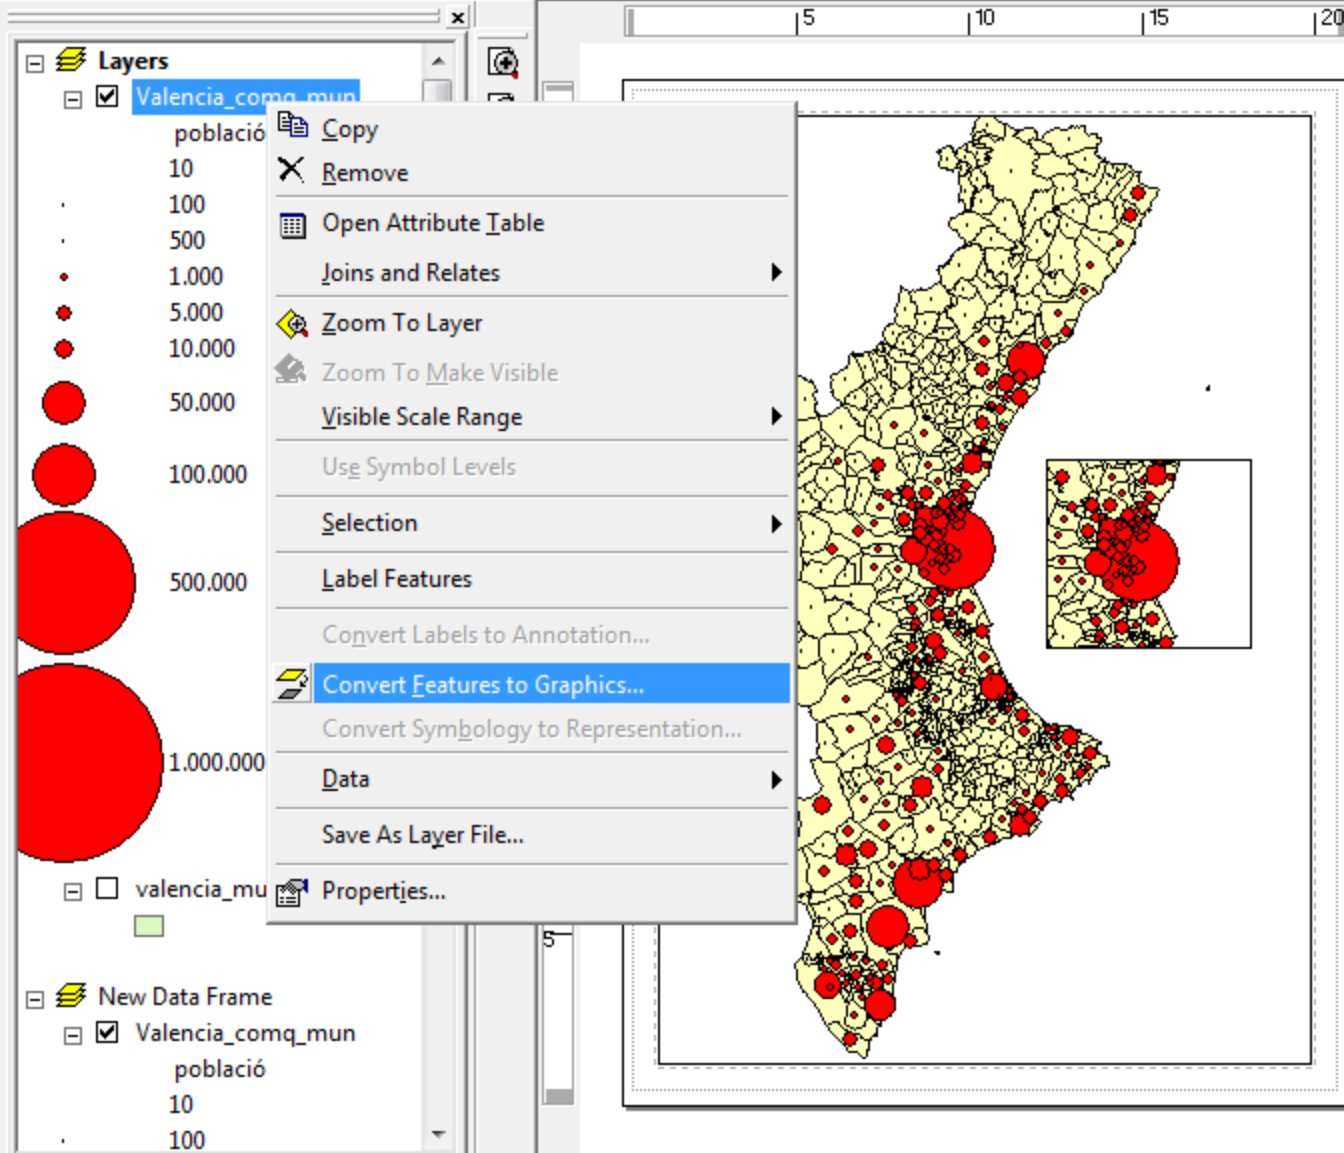 5
10
15
20
Layers
Valencia_comq_mun
població
10
100
500
1.000
5.000
10.000
50.000
100.000
500.000
1.000.000
valencia_mu
New Data Frame
Valencia_comq_mun
població
10
100
Copy
Remove
Open Attribute Table
Joins and Relates
Zoom To Layer
Zoom To Make Visible
Visible Scale Range
Use Symbol Levels
Selection
Label Features
Convert Labels to Annotation...
Convert Features to Graphics...
Convert Symbology to Representation...
Data
Save As Layer File...
Properties...
5